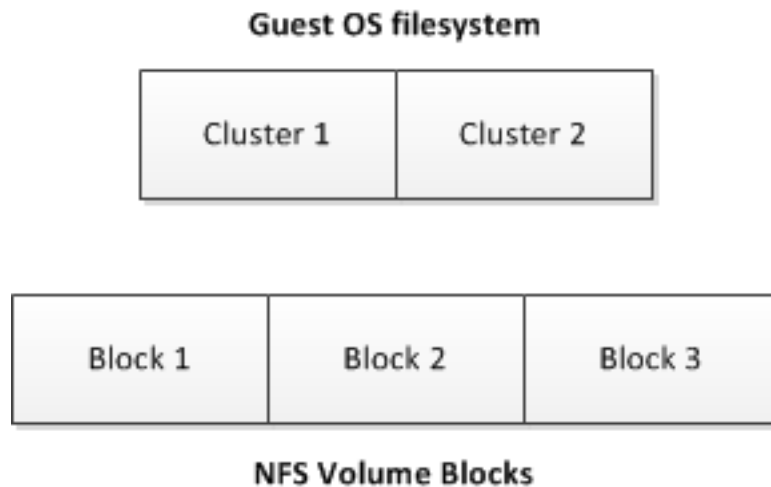 Guest OS filesystem
Cluster 1 Cluster 2
Block 1 Block 2 Block 3
NFS Volume Blocks